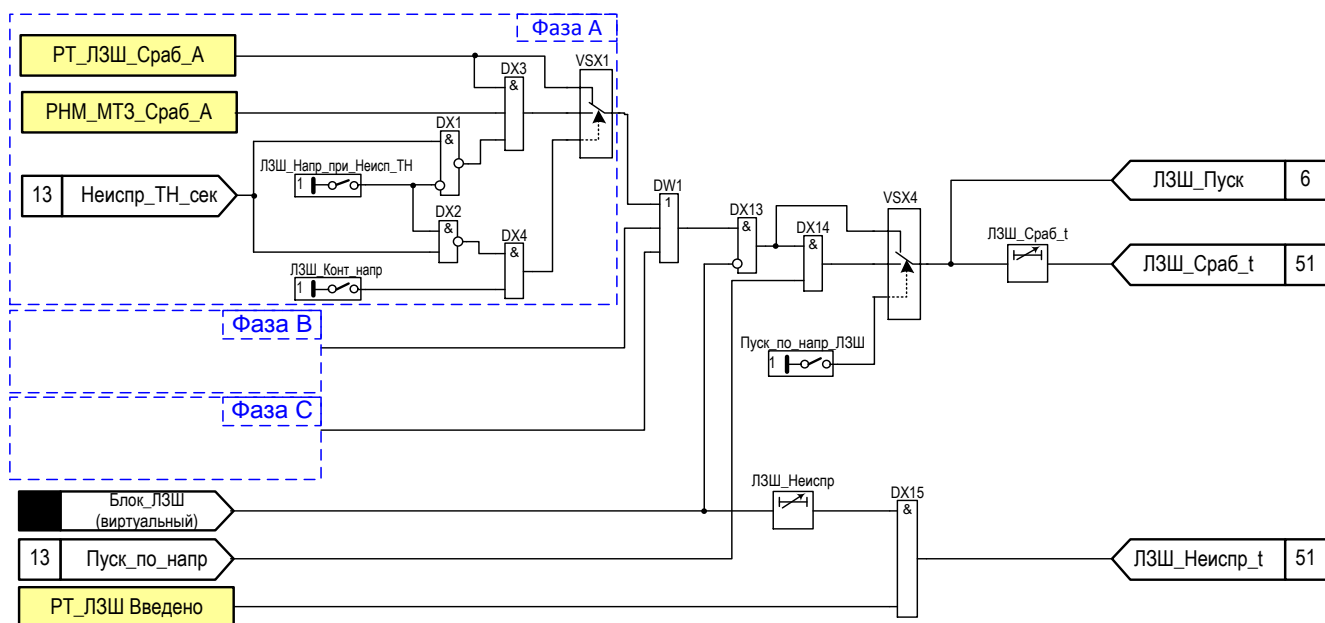 Фаза А
РТ_ЛЗШ_Сраб_А
VSX1
DX3
&
РНМ_МТЗ_Сраб_А
DX1
&
ЛЗШ_Напр_при_Неисп_ТН
1
13 Неиспр_ТН_сек
DX2
&
DX4
&
ЛЗШ_Конт_напр
1
DW1
1
DX13
&
DX14
&
VSX4
ЛЗШ_Пуск 6
ЛЗШ_Сраб_t
ЛЗШ_Сраб_t 51
Фаза В
Пуск_по_напр_ЛЗШ
1
Фаза С
Блок_ЛЗШ
(виртуальный)
ЛЗШ_Неиспр
DX15
&
13 Пуск_по_напр
ЛЗШ_Неиспр_t 51
РТ_ЛЗШ Введено